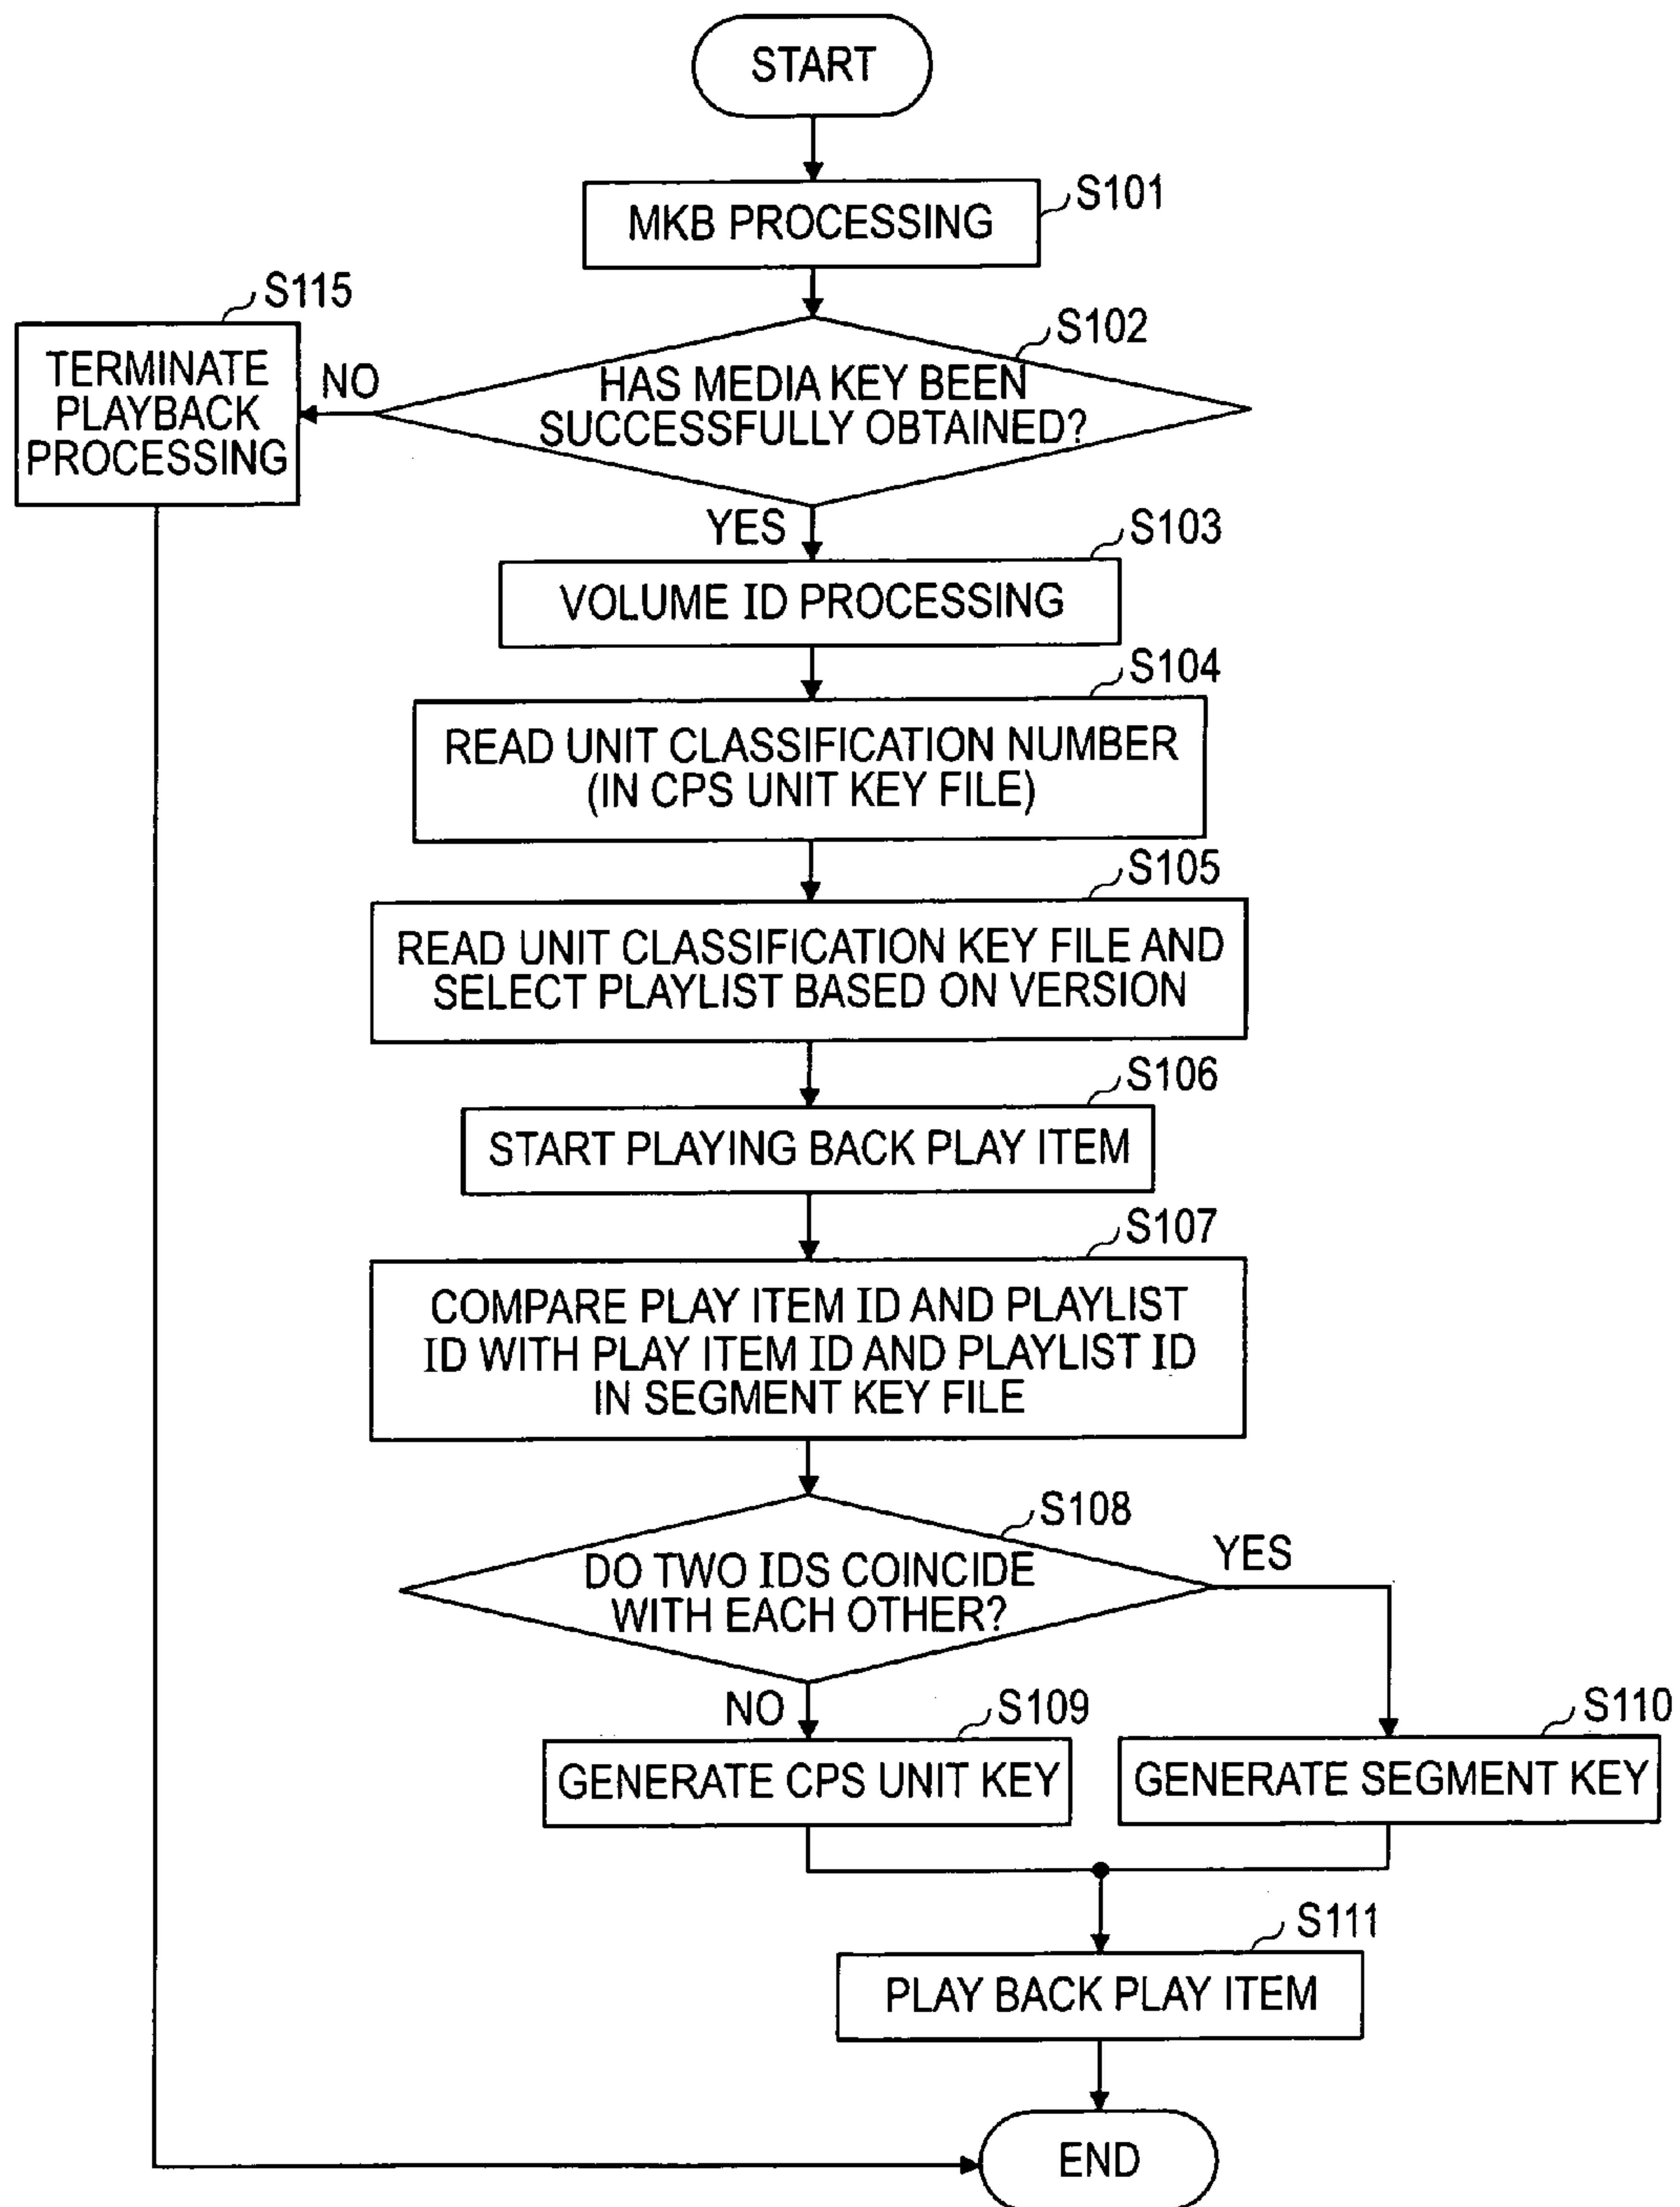 START
S101
MKB PROCESSING
S115
TERMINATE
PLAYBACK
PROCESSING
NO
S102
HAS MEDIA KEY BEEN
SUCCESSFULLY OBTAINED?
YES
S103
VOLUME ID PROCESSING
S104
READ UNIT CLASSIFICATION NUMBER
(IN CPS UNIT KEY FILE)
S105
READ UNIT CLASSIFICATION KEY FILE AND
SELECT PLAYLIST BASED ON VERSION
S106
START PLAYING BACK PLAY ITEM
S107
COMPARE PLAY ITEM ID AND PLAYLIST
ID WITH PLAY ITEM ID AND PLAYLIST ID
IN SEGMENT KEY FILE
S108
DO TWO IDS COINCIDE
WITH EACH OTHER?
YES
NO
S109
GENERATE CPS UNIT KEY
S110
GENERATE SEGMENT KEY
S111
PLAY BACK PLAY ITEM
END